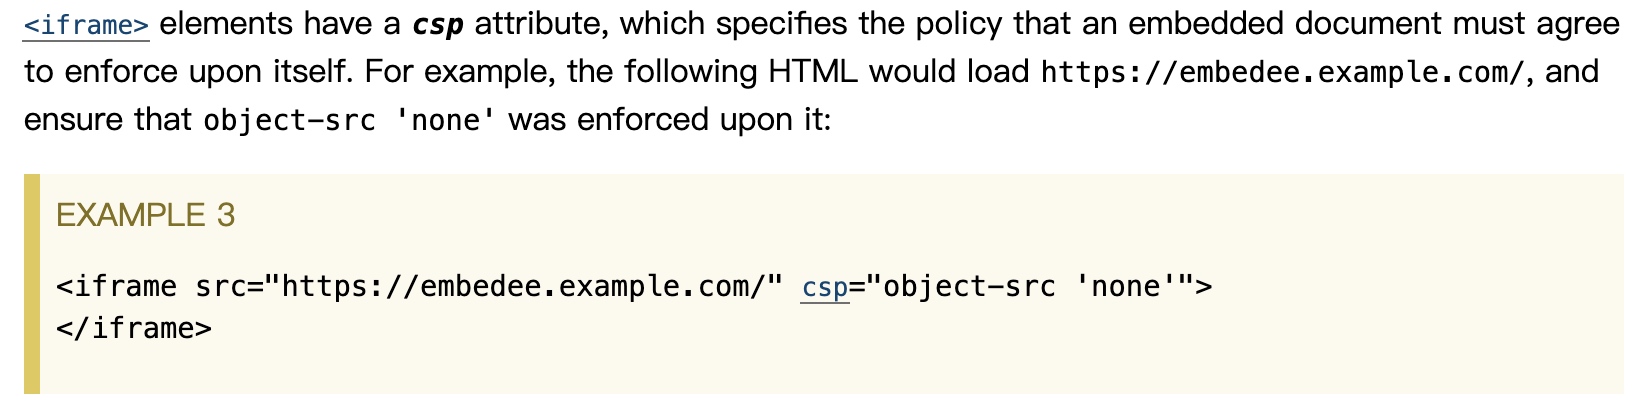 <iframe> elements have a csp attribute, which specifies the policy that an embedded document must agree
to enforce upon itself. For example, the following HTML would load https://embedee.example.com/, and
ensure that object-src 'none' was enforced upon it:
EXAMPLE 3
<iframe src="https://embedee.example.com/" csp="object-src 'none'">
</iframe>